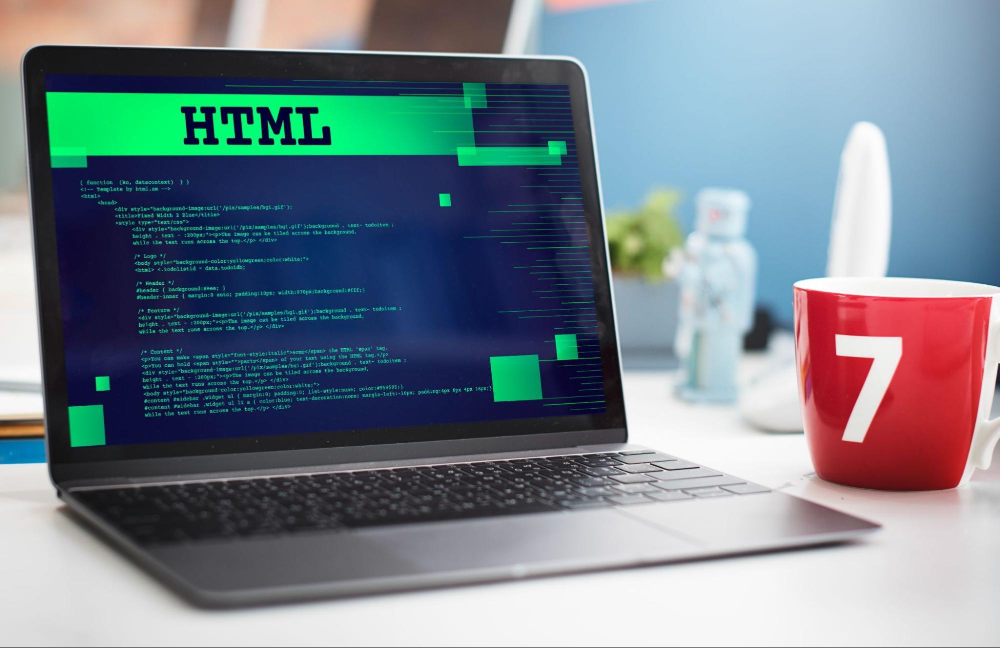 HTML
( function  (ko, datacontext)  } }
<!-- Template by html.am -->
<html>
<head>
<div style="background-image:url('/pix/samples/bg1.gif');
<title>Fixed Width 2 Blue</title>
<style type="text/css">
<div style="background-image:url('/pix/samples/bg1.gif');background . text- todoitem ;
height . text - :200px;"><p>The image can be tiled across the background,
while the text runs across the top.</p> </div>
/* Logo */
<body style="background-color:yellowgreen;color:white;">
<html> <.todolistid = data.todoidb;
/* Header */
#header { background:#eee; }
#header-inner { margin:0 auto; padding:10px; width:970px;background:#fff;}
/* Feature */
<div style="background-image:url('/pix/samples/bg1.gif');background . text- todoitem ;
height . text - :200px;"><p>The image can be tiled across the background,
while the text runs across the top.</p> </div>
/* Content */
<p>You can make <span style="font-style:italic">some</span> the HTML 'span' tag.
<p>You can bold <span style="">parts</span> of your text using the HTML tag.</p>
<div style="background-image:url('/pix/samples/bg1.gif');background . text- todoitem ;
height . text - :200px;"><p>The image can be tiled across the background,
while the text runs across the top.</p> </div>
<body style="background-color:yellowgreen;color:white;">
#content #sidebar .widget ul { margin:0; padding:0; list-style:none; color:#959595;}
#content #sidebar .widget ul li a { color:blue; text-decoration:none; margin-left:-16px; padding:4px 8px 4px 16px;}
while the text runs across the top.</p> </div>
7